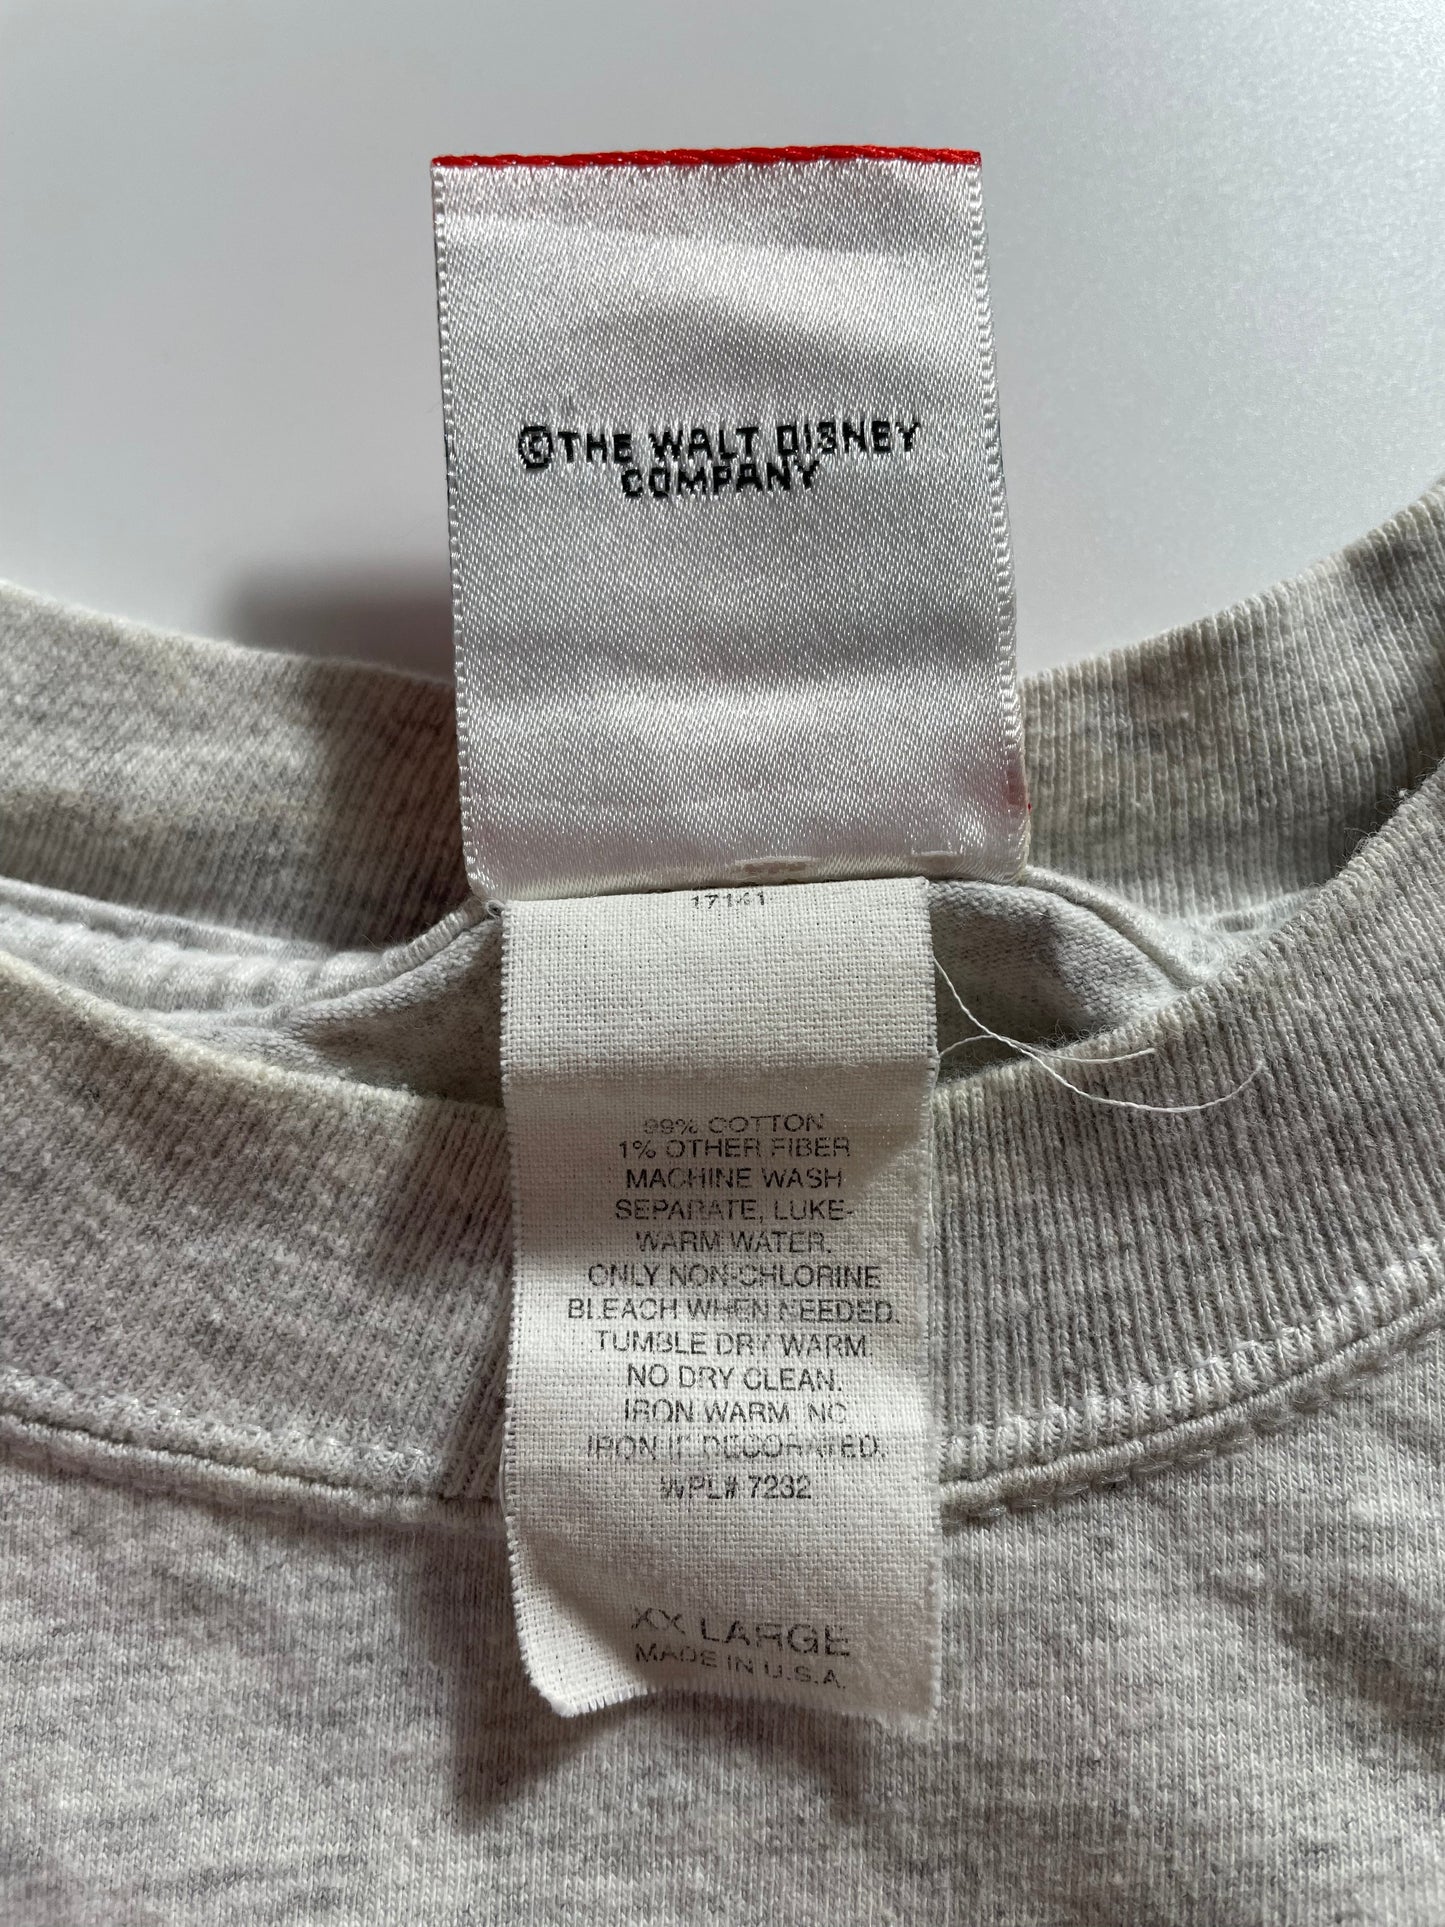 ©THE WALT DISNEY
COMPANY
17141
99% COTTON
1% OTHER FIBER
MACHINE WASH
SEPARATE, LUKE-
WARM WATER.
ONLY NON-CHLORINE
BLEACH WHEN NEEDED.
TUMBLE DRY WARM.
NO DRY CLEAN.
IRON WARM NO
IRON IF DECORATED.
WPL# 7232
XX LARGE
MADE IN U.S.A.